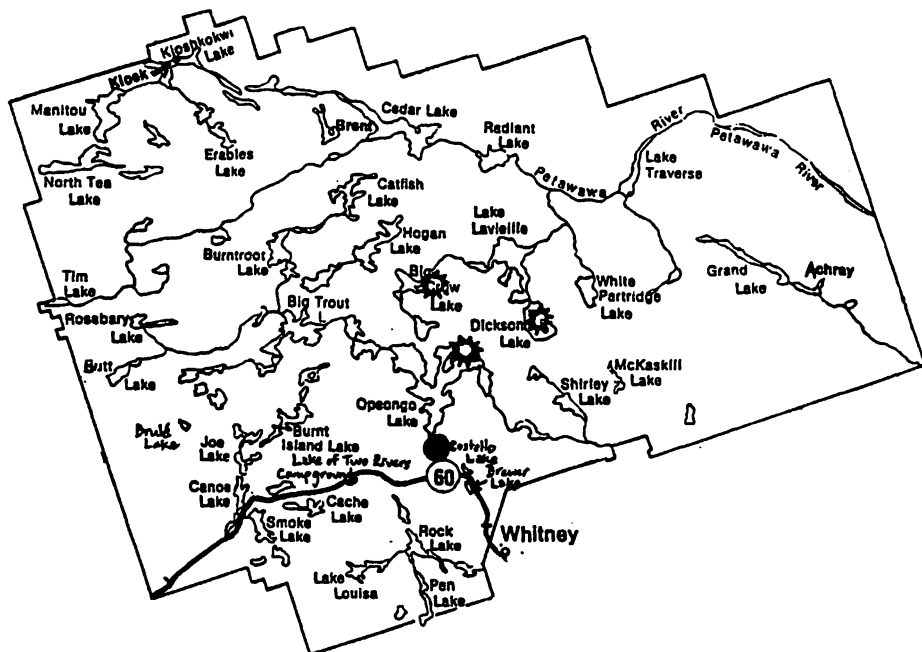 Kioshkokwi
Lake
Kiosk
Manitou
Lake
Cedar Lake
Brent
Erables
Lake
Radiant
Lake
River
Petawawa
River
Lake
Traverse
North Tea
Lake
Catfish
Lake
Petawawa
Lake
Lavieille
Hogan
Lake
Burntroot
Lake
Big
Crow
Lake
Grand
Lake
Achray
Tim
Lake
White
Partridge
Lake
Big Trout
Rosebary
Lake
Dickson
Lake
Butt
Lake
McKaskill
Lake
Shirley
Lake
Opeongo
Lake
Brulé
Lake
Joe
Lake
Burnt
Island Lake
Lake of Two Rivers
Campground
Costello
Lake
60
Brewer
Lake
Canoe
Lake
Cache
Lake
Smoke
Lake
Rock
Lake
Whitney
Lake
Louisa
Pen
Lake